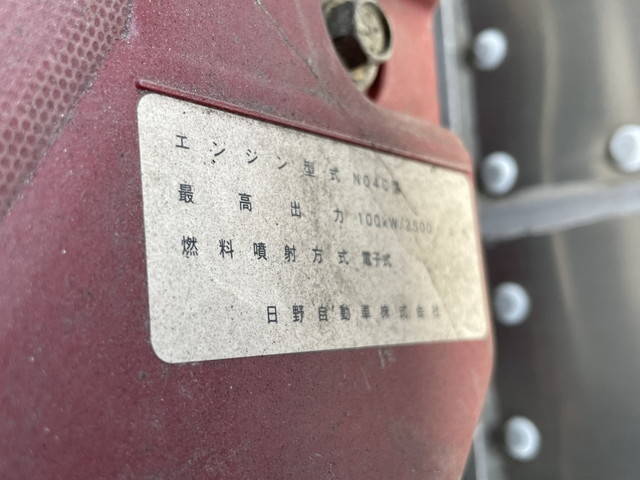 エンジン型式 N04C型
最高出力 100kW/2500
燃料噴射方式 電子式
日野自動車株式会社